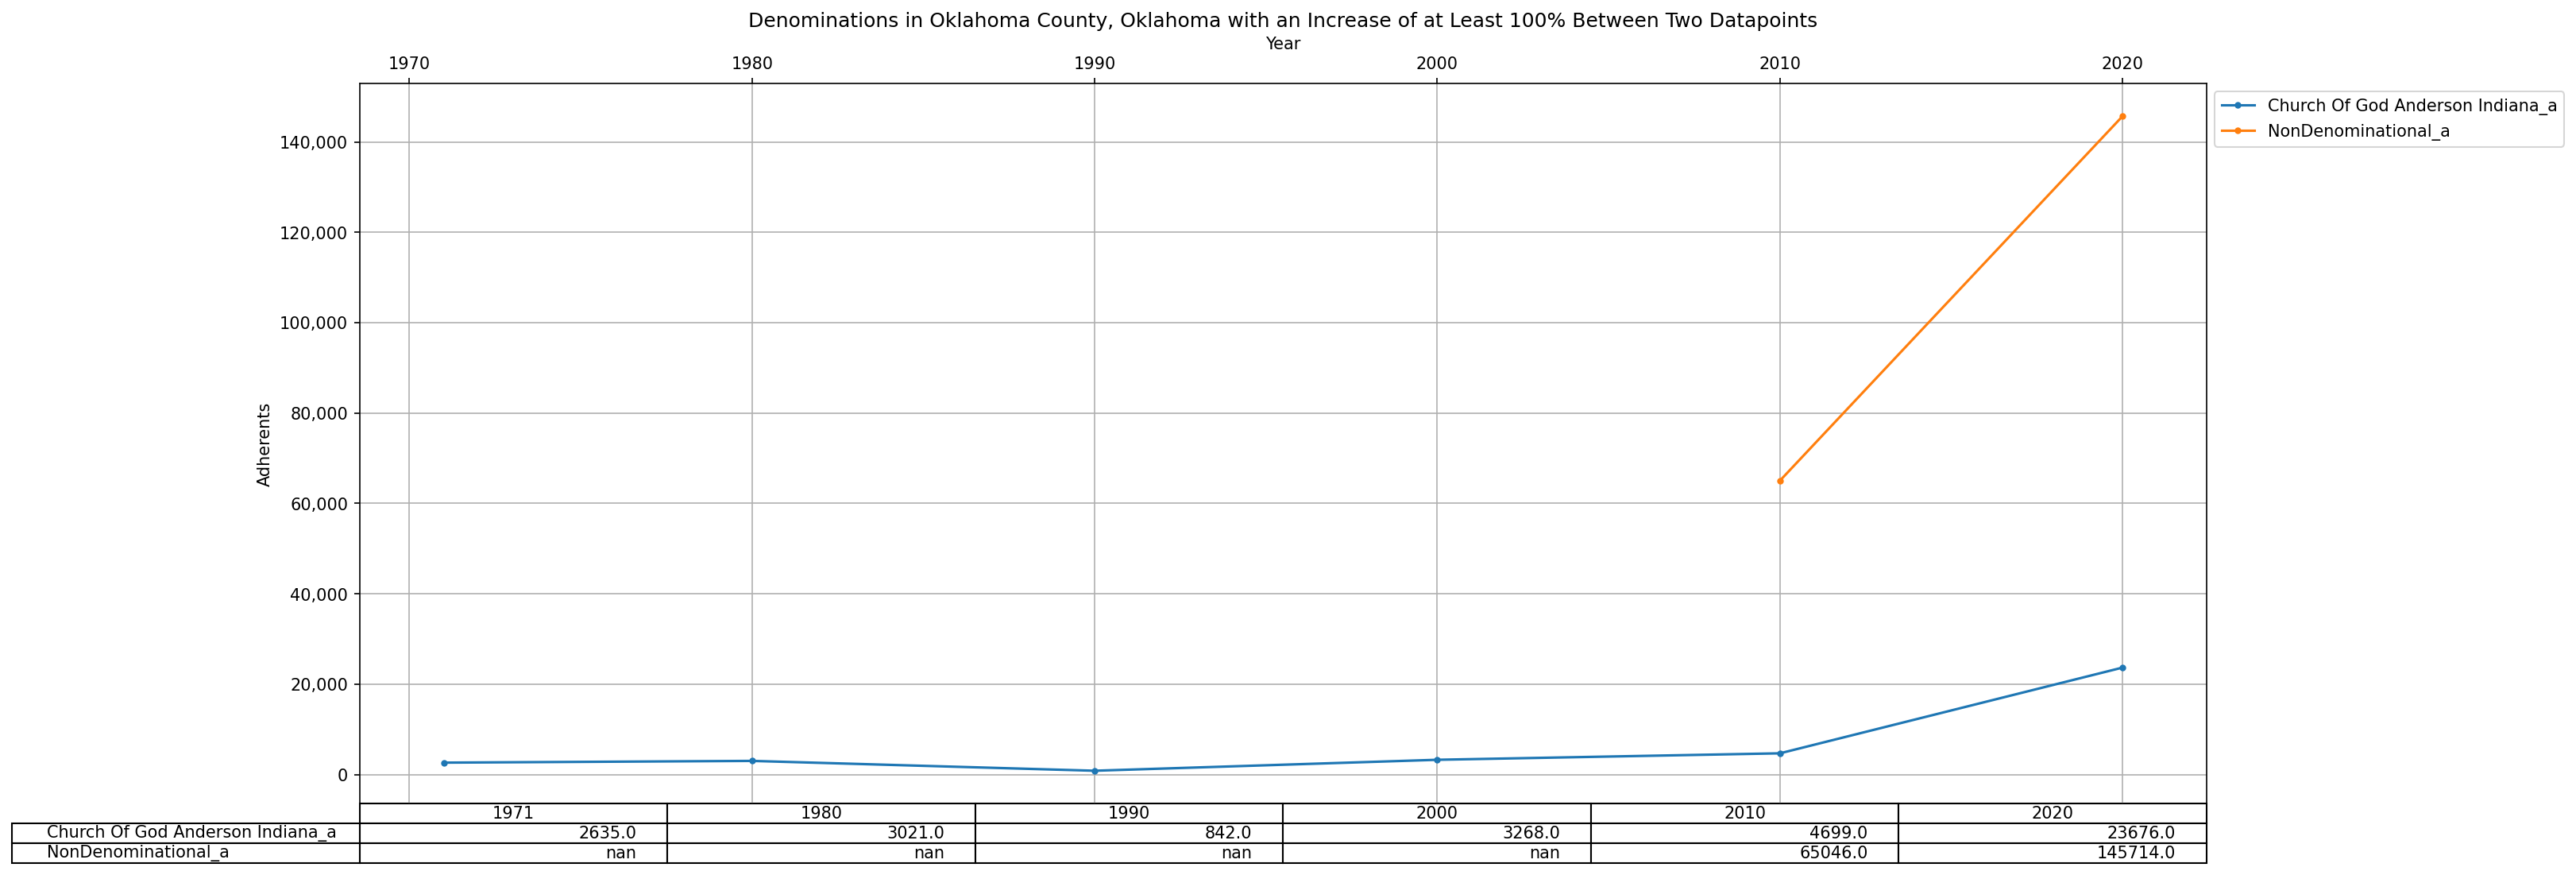 Denominations in Oklahoma County, Oklahoma with an Increase of at Least 100% Between Two Datapoints
Year
1970 1980 1990 2000 2010 2020
Church Of God Anderson Indiana_a
NonDenominational_a
140,000
120,000
100,000
80,000
60,000
40,000
20,000
0
Adherents
1971 1980 1990 2000 2010 2020
Church Of God Anderson Indiana_a 2635.0 3021.0 842.0 3268.0 4699.0 23676.0
NonDenominational_a nan nan nan nan 65046.0 145714.0